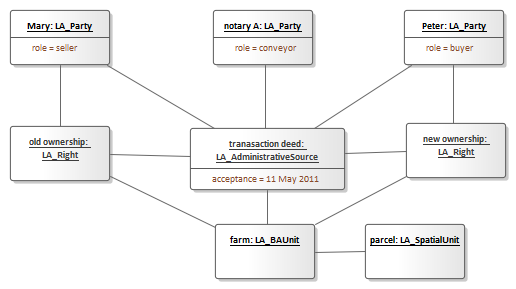 Mary: LA_Party
role = seller
notary A: LA_Party
role = conveyor
Peter: LA_Party
role = buyer
old ownership:
LA_Right
tranasaction deed:
LA_AdministrativeSource
acceptance = 11 May 2011
new ownership:
LA_Right
farm: LA_BAUnit
parcel: LA_SpatialUnit